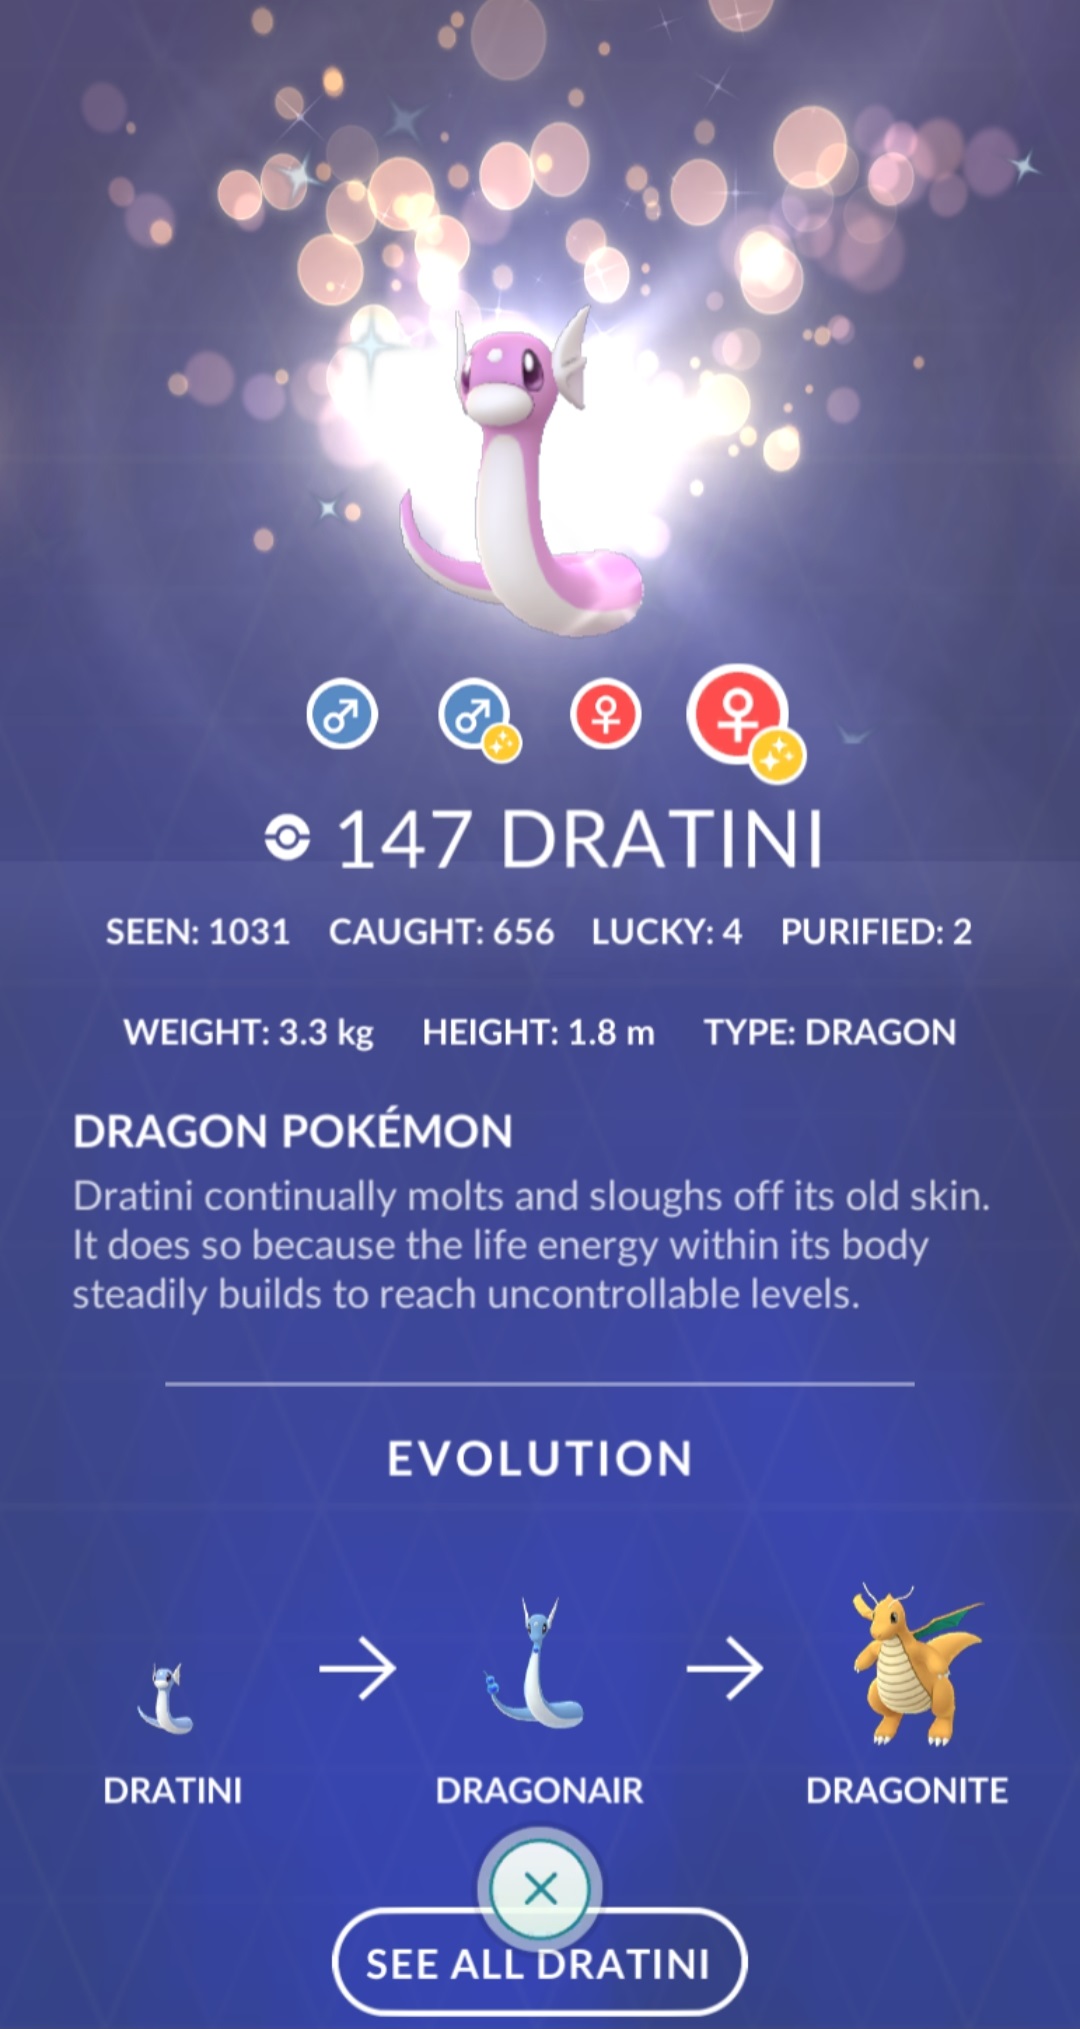 147 DRATINI
SEEN: 1031 CAUGHT: 656 LUCKY: 4 PURIFIED: 2
WEIGHT: 3.3 kg HEIGHT: 1.8 m TYPE: DRAGON
DRAGON POKÉMON
Dratini continually molts and sloughs off its old skin.
It does so because the life energy within its body
steadily builds to reach uncontrollable levels.
EVOLUTION
DRATINI DRAGONAIR DRAGONITE
SEE ALL DRATINI